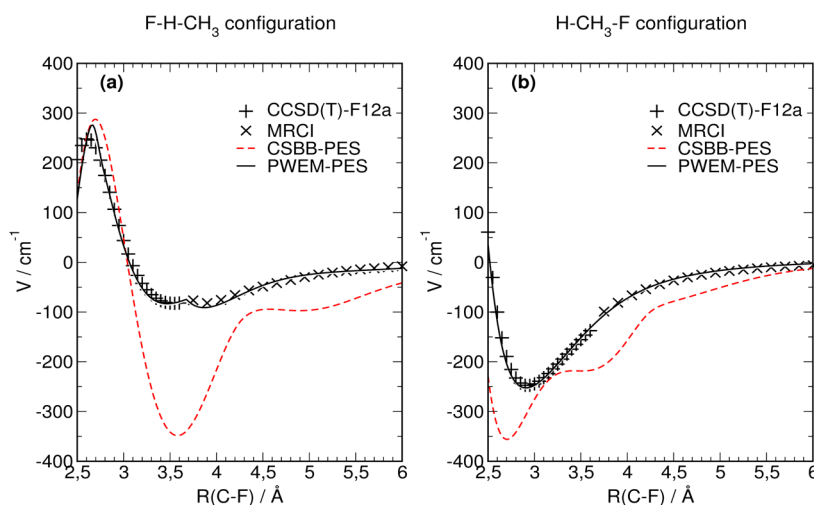 F-H-CH₃ configuration
H-CH₃-F configuration
(a)
CCSD(T)-F12a
MRCI
CSBB-PES
PWEM-PES
400
300
200
100
0
-100
-200
-300
-400
V / cm⁻¹
2,5
3
3,5
4
4,5
5
5,5
6
R(C-F) / Å
(b)
CCSD(T)-F12a
MRCI
CSBB-PES
PWEM-PES
400
300
200
100
0
-100
-200
-300
-400
V / cm⁻¹
2,5
3
3,5
4
4,5
5
5,5
6
R(C-F) / Å